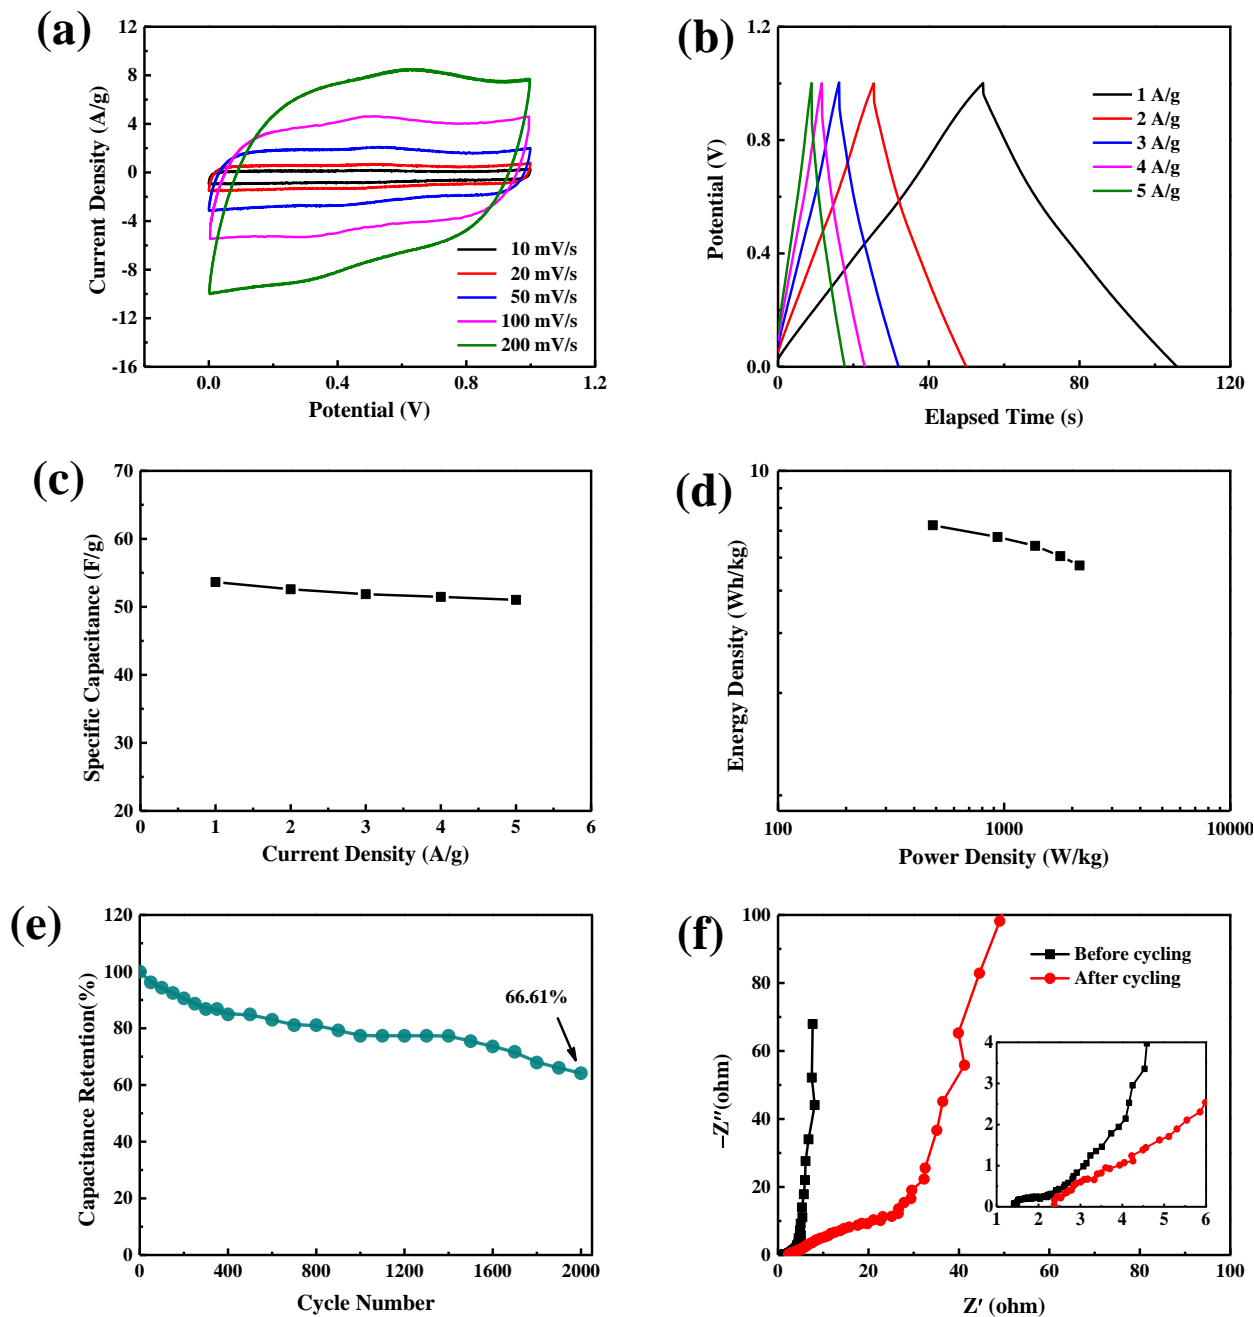 (a)
12
8
4
0
-4
-8
-12
-16
Current Density (A/g)
10 mV/s
20 mV/s
50 mV/s
100 mV/s
200 mV/s
0.0
0.4
0.8
1.2
Potential (V)
(b)
1.2
0.8
0.4
0.0
Potential (V)
1 A/g
2 A/g
3 A/g
4 A/g
5 A/g
0
40
80
120
Elapsed Time (s)
(c)
70
60
50
40
30
20
Specific Capacitance (F/g)
0
1
2
3
4
5
6
Current Density (A/g)
(d)
10
Energy Density (Wh/kg)
100
1000
10000
Power Density (W/kg)
(e)
120
100
80
60
40
20
0
Capacitance Retention(%)
66.61%
0
400
800
1200
1600
2000
Cycle Number
(f)
100
80
60
40
20
0
−Z″(ohm)
Before cycling
After cycling
4
3
2
1
0
1
2
3
4
5
6
0
20
40
60
80
100
Z′ (ohm)